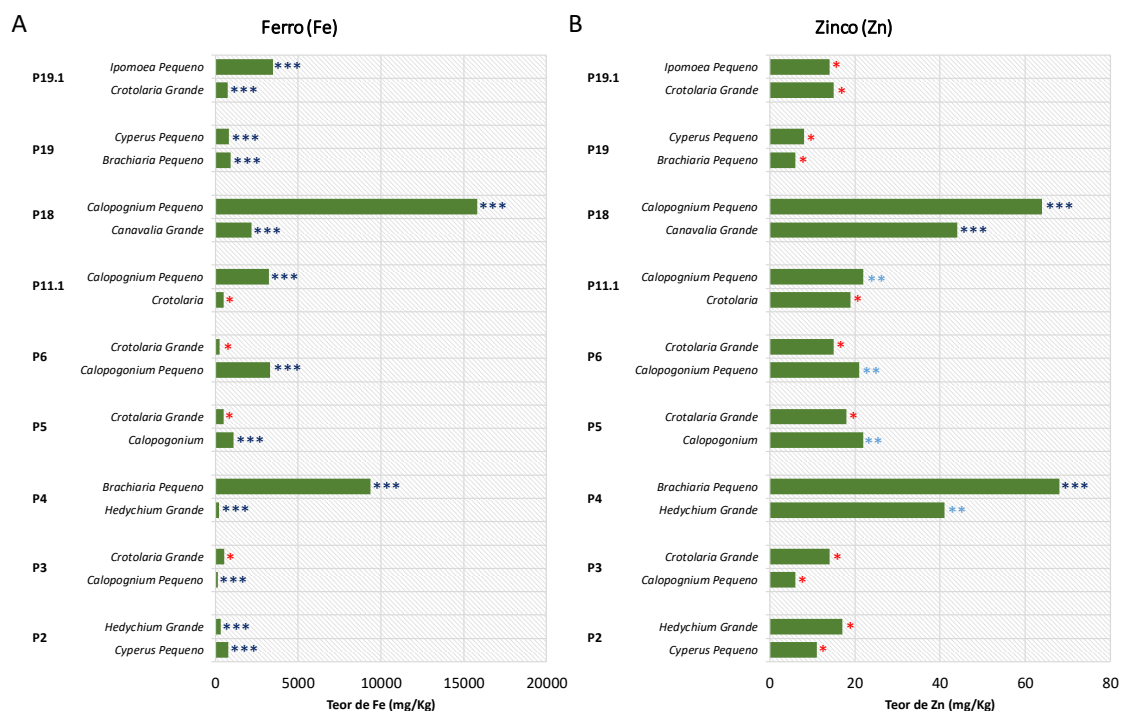 A
Ferro (Fe)
P19.1
Ipomoea Pequeno
***
Crotolaria Grande
***
P19
Cyperus Pequeno
***
Brachiaria Pequeno
***
P18
Calopognium Pequeno
***
Canavalia Grande
***
P11.1
Calopognium Pequeno
***
Crotolaria
*
P6
Crotolaria Grande
*
Calopogonium Pequeno
***
P5
Crotalaria Grande
*
Calopogonium
***
P4
Brachiaria Pequeno
***
Hedychium Grande
***
P3
Crotolaria Grande
*
Calopognium Pequeno
***
P2
Hedychium Grande
***
Cyperus Pequeno
***
0 5000 10000 15000 20000
Teor de Fe (mg/Kg)
B
Zinco (Zn)
P19.1
Ipomoea Pequeno
*
Crotolaria Grande
*
P19
Cyperus Pequeno
*
Brachiaria Pequeno
*
P18
Calopognium Pequeno
***
Canavalia Grande
***
P11.1
Calopognium Pequeno
**
Crotolaria
*
P6
Crotolaria Grande
*
Calopogonium Pequeno
**
P5
Crotalaria Grande
*
Calopogonium
**
P4
Brachiaria Pequeno
***
Hedychium Grande
**
P3
Crotolaria Grande
*
Calopognium Pequeno
*
P2
Hedychium Grande
*
Cyperus Pequeno
*
0 20 40 60 80
Teor de Zn (mg/Kg)